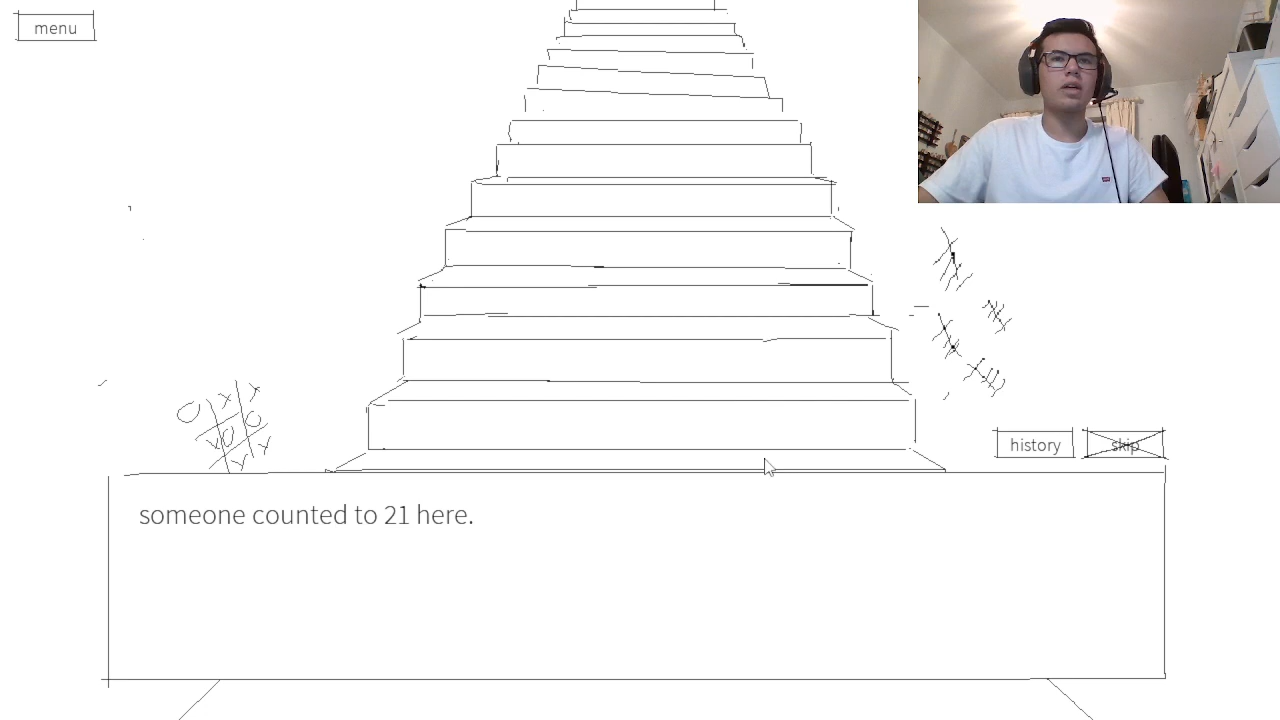 menu
X X
O O
X O X
X
history skip
someone counted to 21 here.